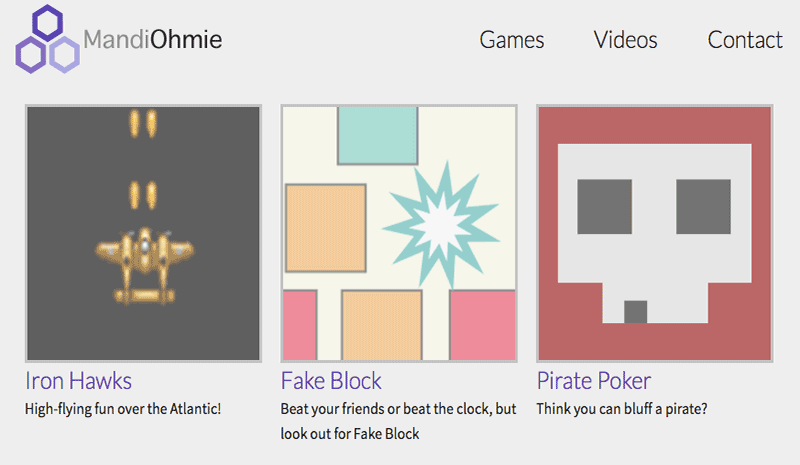 MandiOhmie
Games
Videos
Contact
Iron Hawks
High-flying fun over the Atlantic!
Fake Block
Beat your friends or beat the clock, but
look out for Fake Block
Pirate Poker
Think you can bluff a pirate?